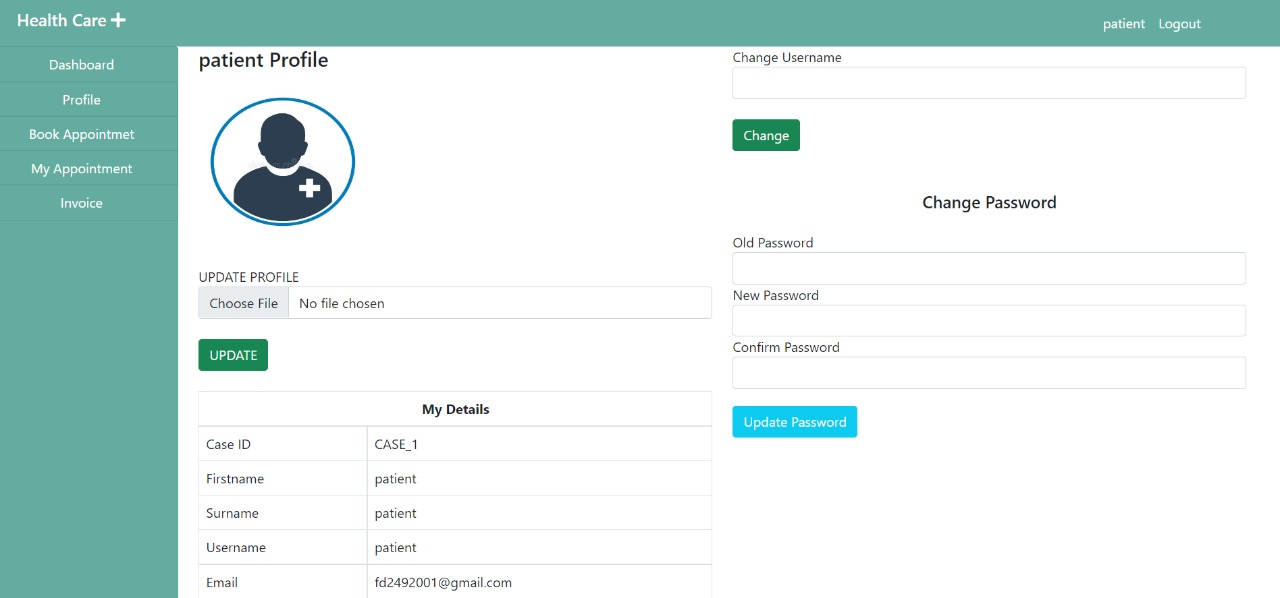 Health Care
patient Logout
Dashboard
Profile
Book Appointmet
My Appointment
Invoice
patient Profile
UPDATE PROFILE
Choose File No file chosen
UPDATE
My Details
Case ID CASE_1
Firstname patient
Surname patient
Username patient
Email fd2492001@gmail.com
Change Username
Change
Change Password
Old Password
New Password
Confirm Password
Update Password